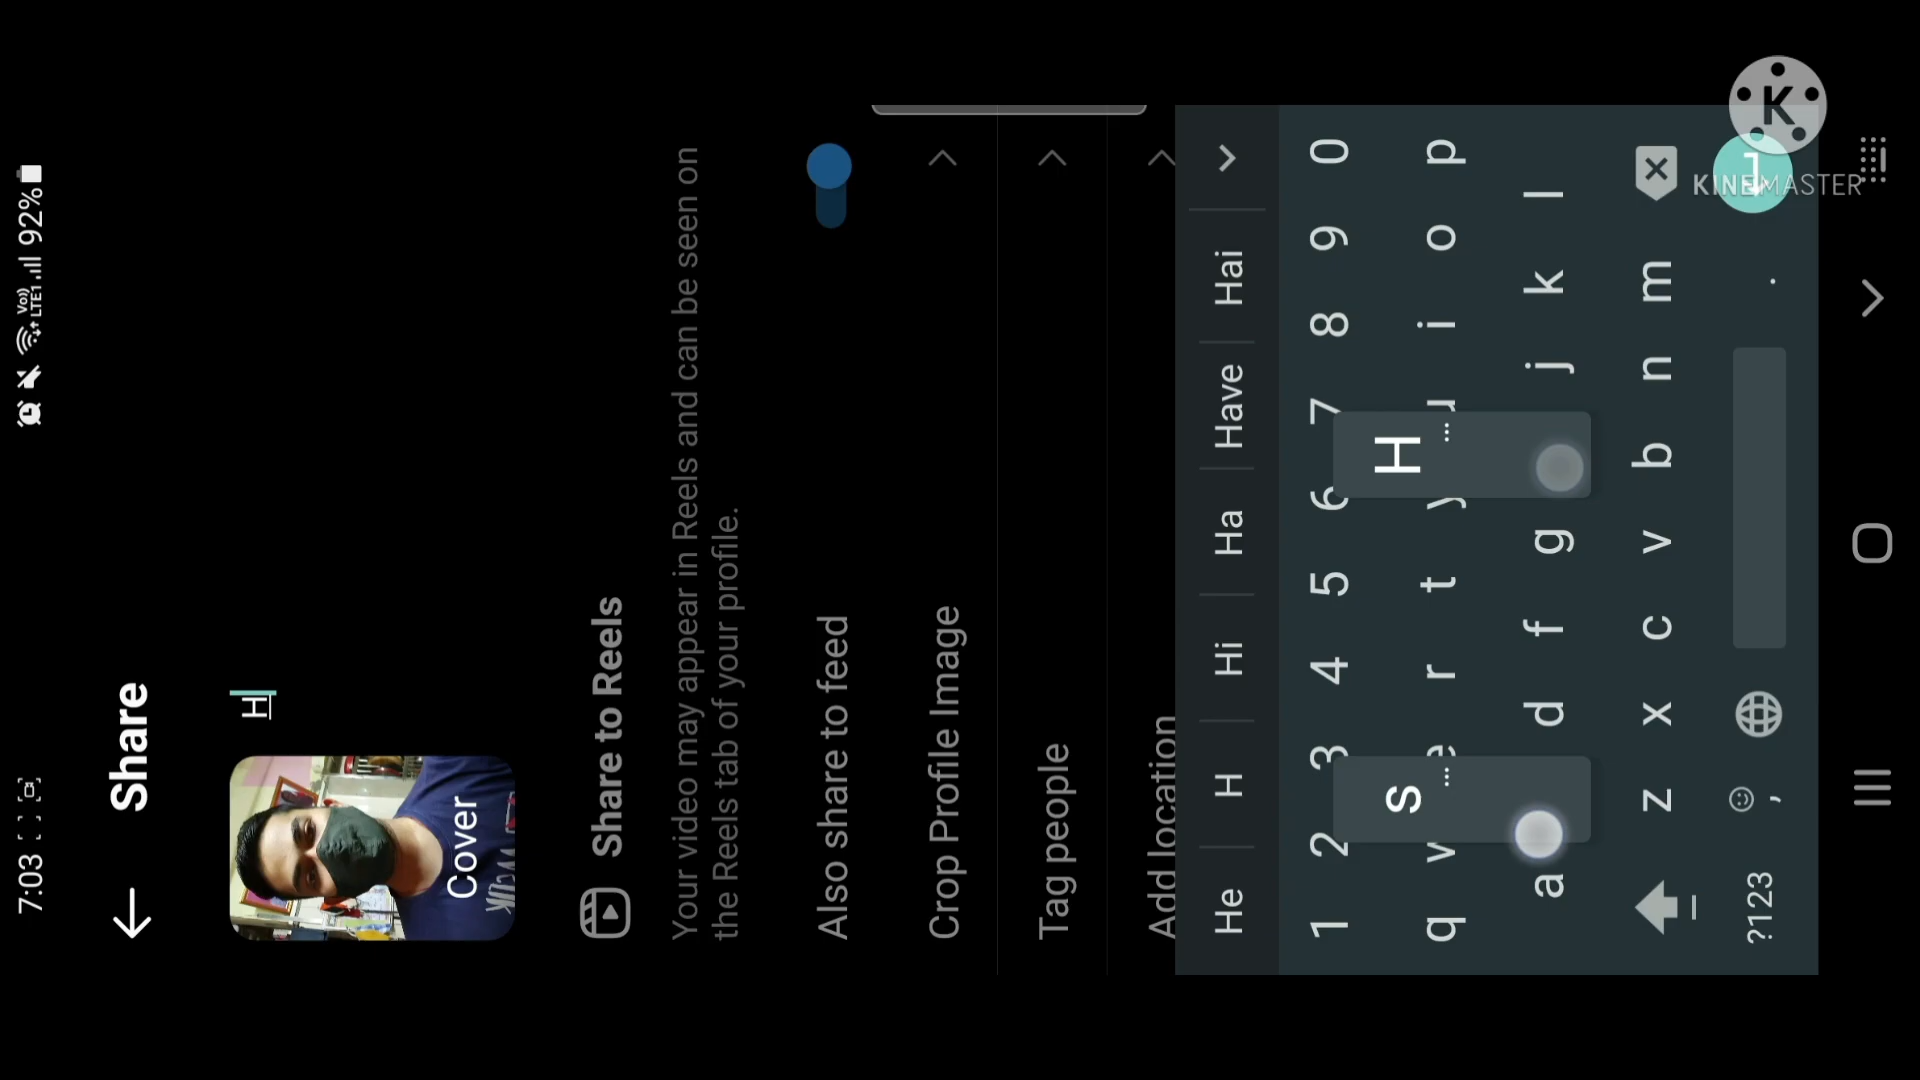 7:03 Vo)) LTE1 92%
Share
Cover
H
Share to Reels
Your video may appear in Reels and can be seen on
the Reels tab of your profile.
Also share to feed
Crop Profile Image
Tag people
Add location
He H Hi Ha Have Hai
1 2 3 4 5 6 7 8 9 0
q w e r t y u i o p
a s d f g H j k l
z x c v b n m
?123 , .
K
KINEMASTER